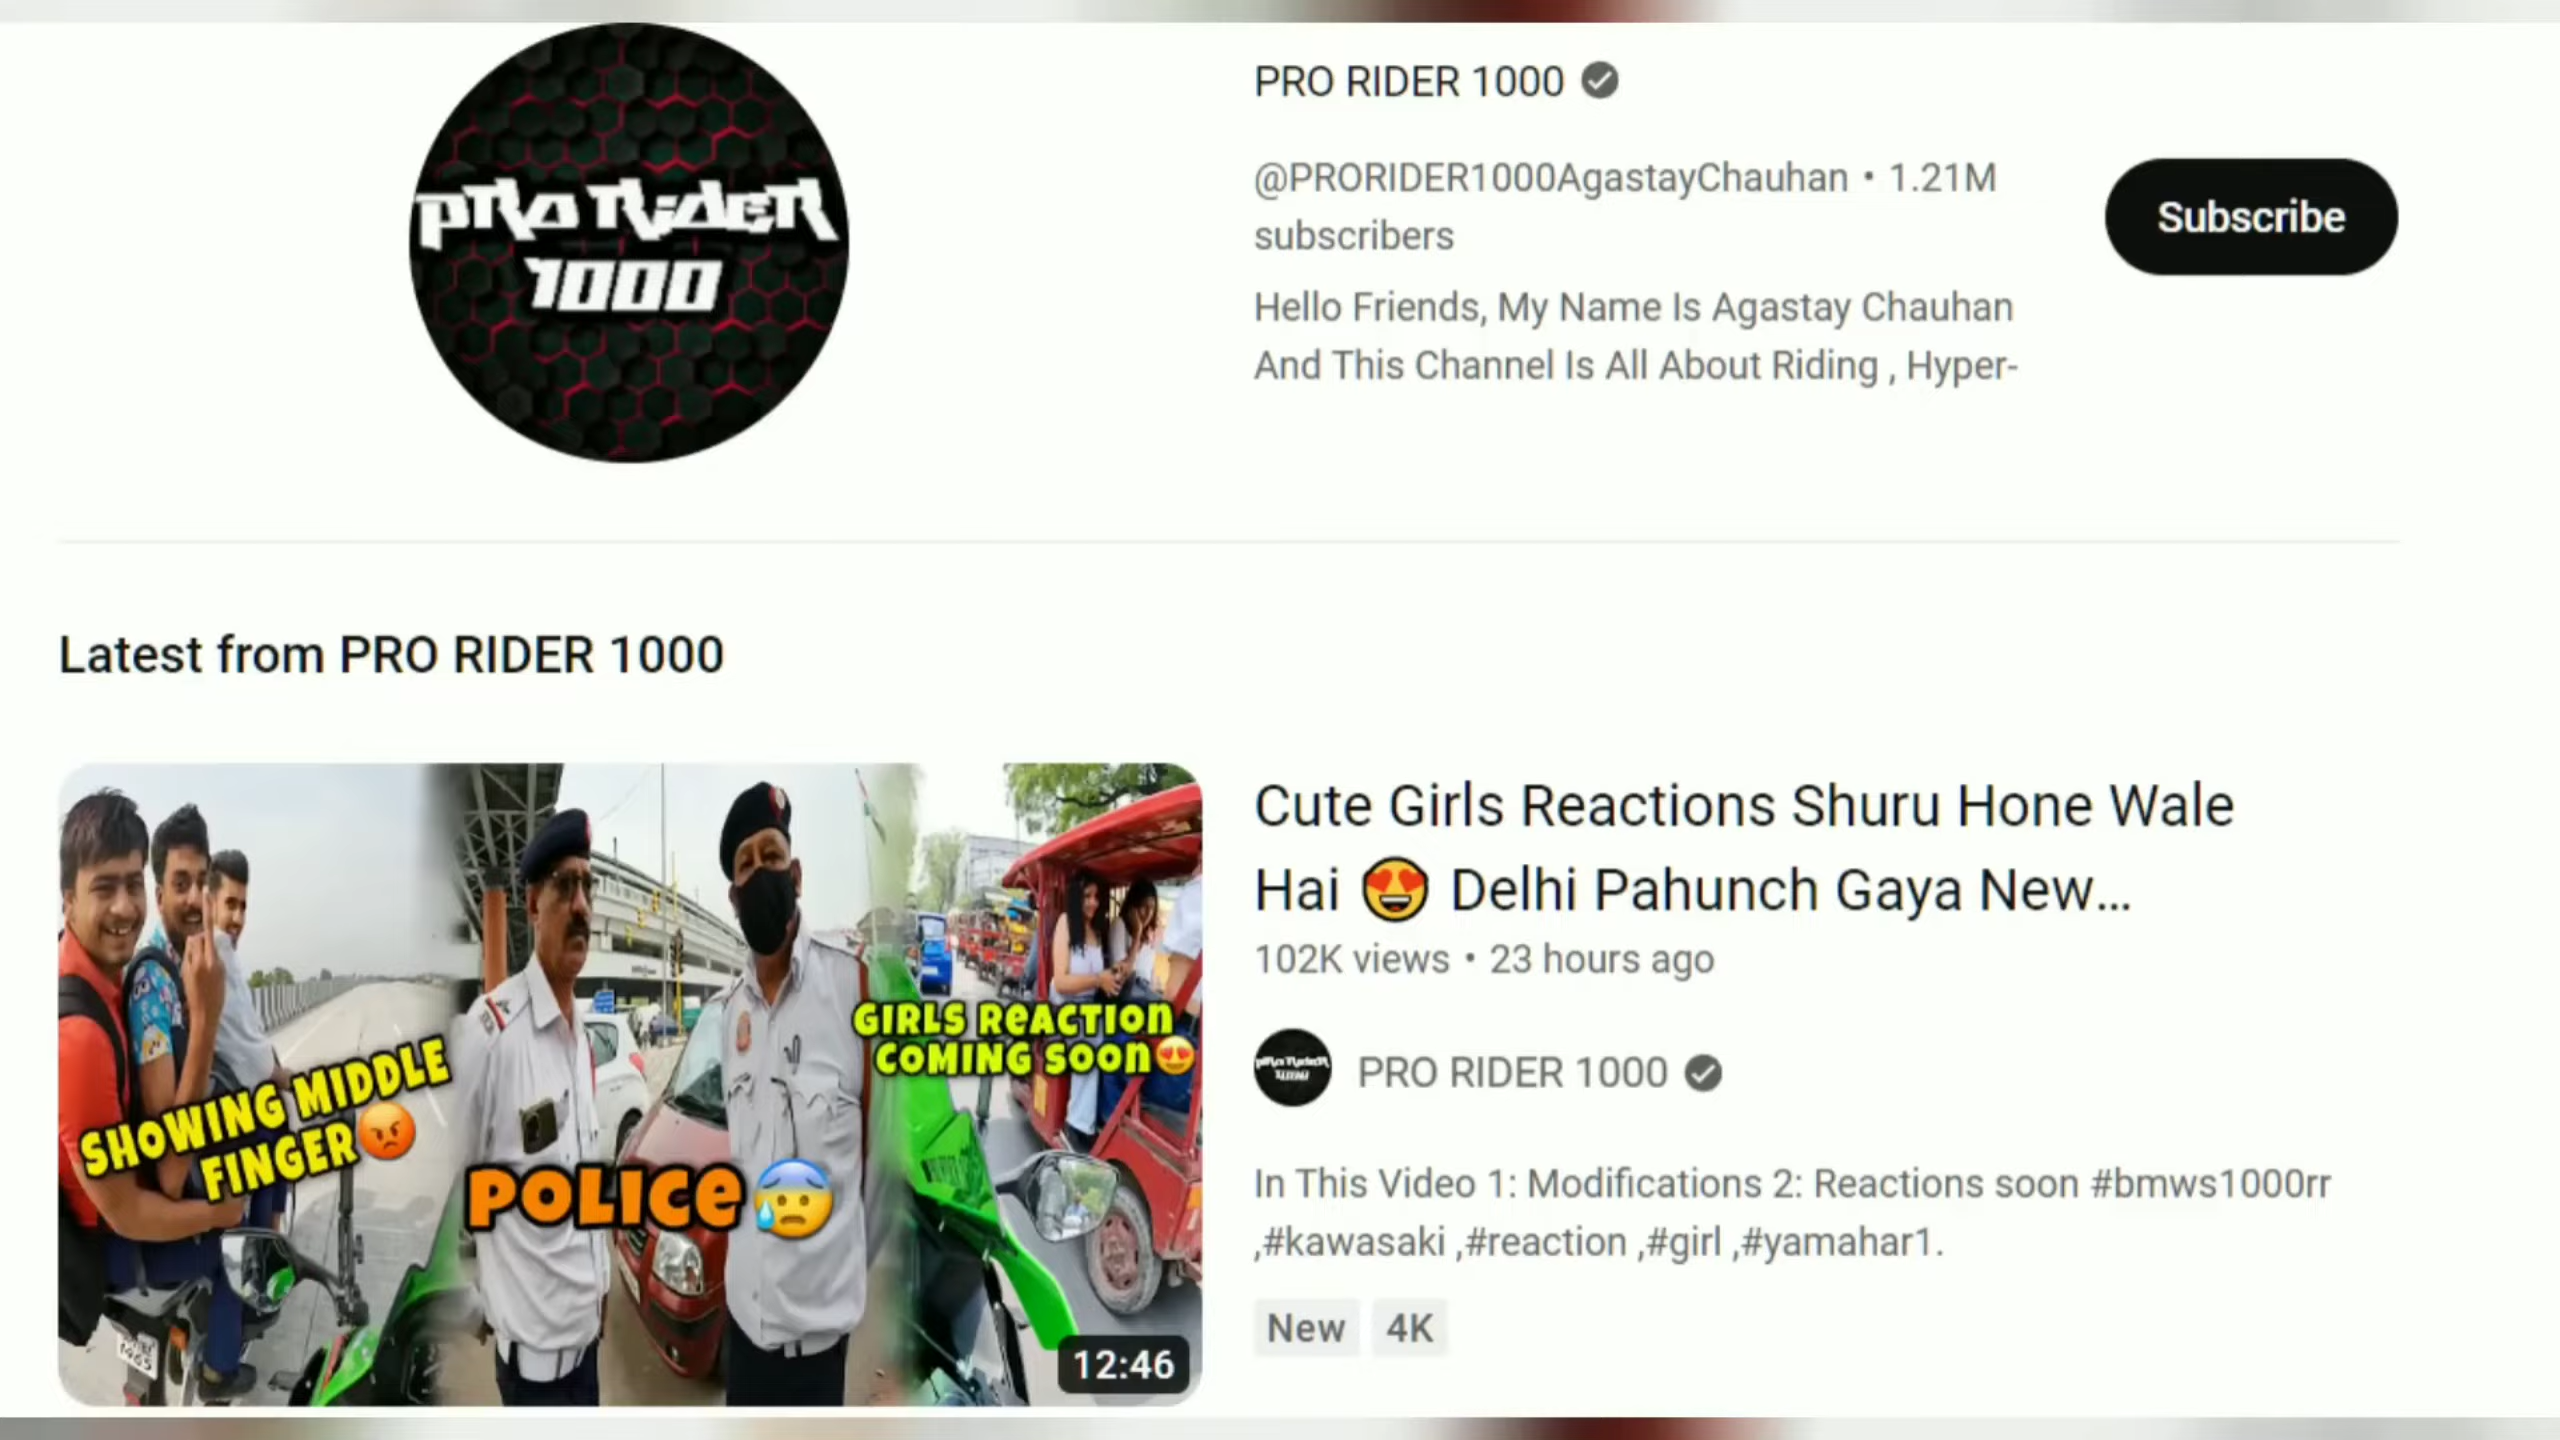 PRO RIDER
1000
PRO RIDER 1000
@PRORIDER1000AgastayChauhan • 1.21M
subscribers
Subscribe
Hello Friends, My Name Is Agastay Chauhan
And This Channel Is All About Riding , Hyper-
Latest from PRO RIDER 1000
SHOWING MIDDLE
FINGER😡
POLICE😰
GIRLS REACTION
COMING SOON😍
12:46
Cute Girls Reactions Shuru Hone Wale
Hai 😍 Delhi Pahunch Gaya New...
102K views • 23 hours ago
PRO RIDER 1000
In This Video 1: Modifications 2: Reactions soon #bmws1000rr
,#kawasaki ,#reaction ,#girl ,#yamahar1.
New 4K